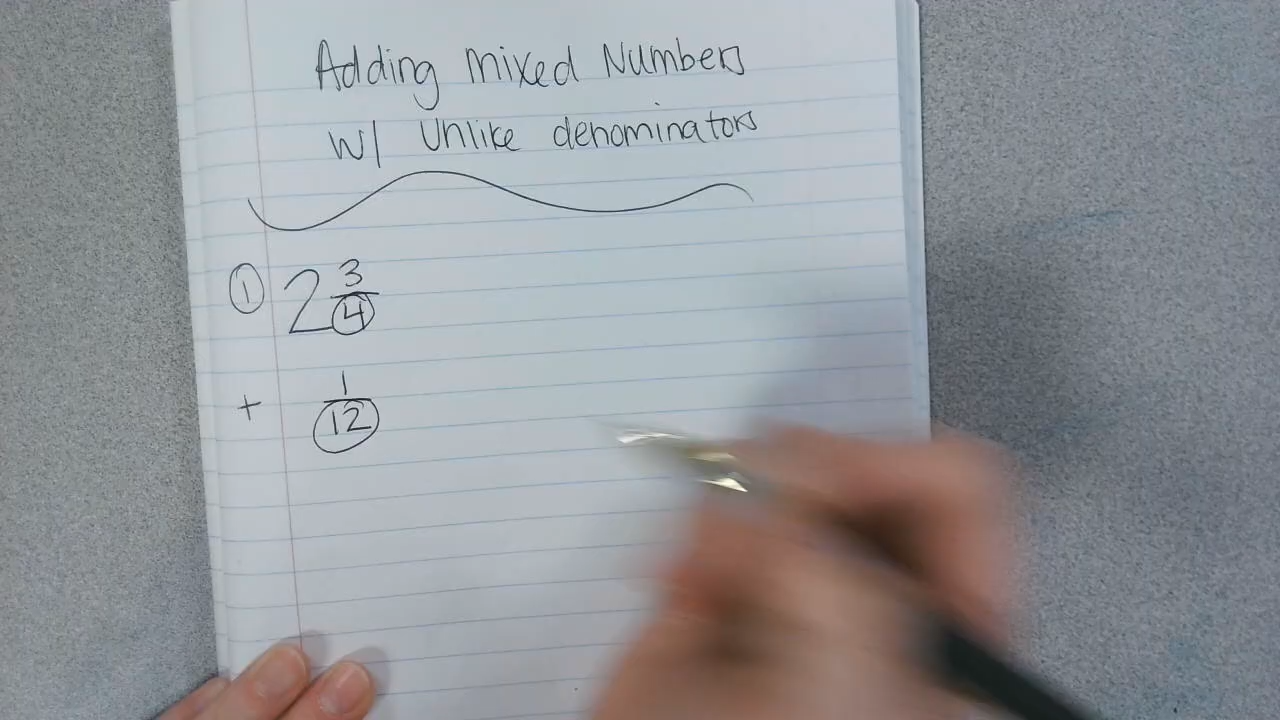 Adding Mixed Numbers
w/ Unlike denominators
① 2 3/4
+ 1/12